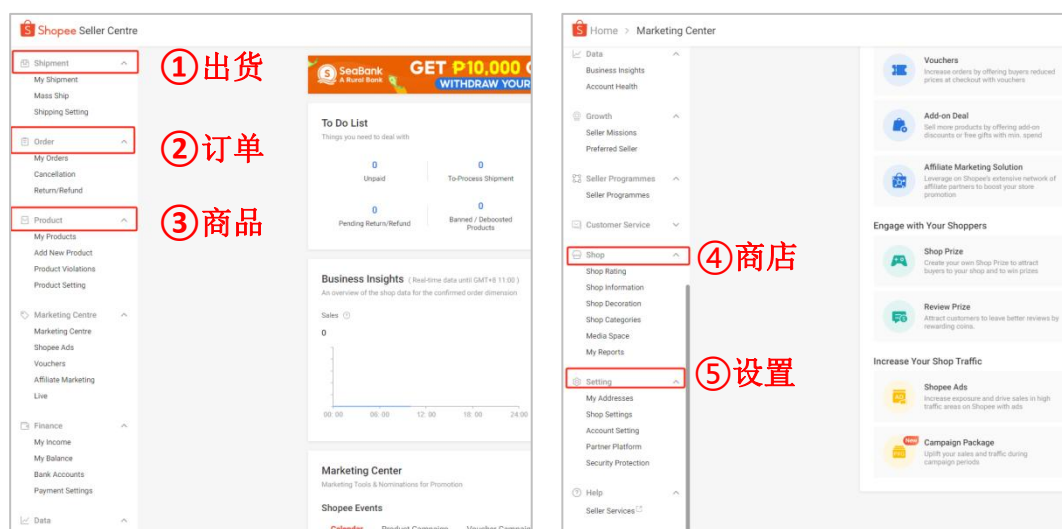 Shopee Seller Centre
Shipment
My Shipment
Mass Ship
Shipping Setting
Order
My Orders
Cancellation
Return/Refund
Product
My Products
Add New Product
Product Violations
Product Setting
Marketing Centre
Marketing Centre
Shopee Ads
Vouchers
Affiliate Marketing
Live
Finance
My Income
My Balance
Bank Accounts
Payment Settings
Data
①出货
②订单
③商品
SeaBank
A Rural Bank
GET ₱10,000
WITHDRAW YOUR
To Do List
Things you need to deal with
0
Unpaid
0
To-Process Shipment
0
Pending Return/Refund
0
Banned / Deboosted
Products
Business Insights ( Real-time data until GMT+8 11:00 )
An overview of the shop data for the confirmed order dimension
Sales
0
00:00 06:00 12:00 18:00 24:00
Marketing Center
Marketing Tools & Nominations for Promotion
Shopee Events
Calendar Product Campaign Voucher Campaig
Home > Marketing Center
Data
Business Insights
Account Health
Growth
Seller Missions
Preferred Seller
Seller Programmes
Seller Programmes
Customer Service
Shop
Shop Rating
Shop Information
Shop Decoration
Shop Categories
Media Space
My Reports
Setting
My Addresses
Shop Settings
Account Setting
Partner Platform
Security Protection
Help
Seller Services
④商店
⑤设置
Vouchers
Increase orders by offering buyers reduced
prices at checkout with vouchers
Add-on Deal
Sell more products by offering add-on
discounts or free gifts with min. spend
Affiliate Marketing Solution
Leverage on Shopee's extensive network of
affiliate partners to boost your store
promotion
Engage with Your Shoppers
Shop Prize
Create your own Shop Prize to attract
buyers to your shop and to win prizes
Review Prize
Attract customers to leave better reviews by
rewarding coins.
Increase Your Shop Traffic
Shopee Ads
Increase exposure and drive sales in high
traffic areas on Shopee with ads
New
Campaign Package
Uplift your sales and traffic during
campaign periods